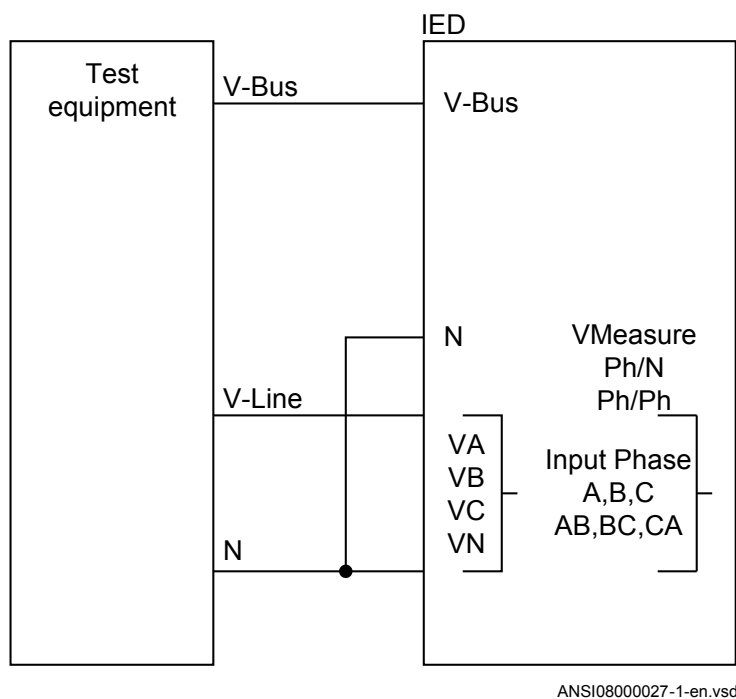 IED
Test
equipment
V-Bus
V-Bus
N
VMeasure
Ph/N
Ph/Ph
V-Line
VA
VB
VC
VN
Input Phase
A,B,C
AB,BC,CA
N
ANSI08000027-1-en.vsd